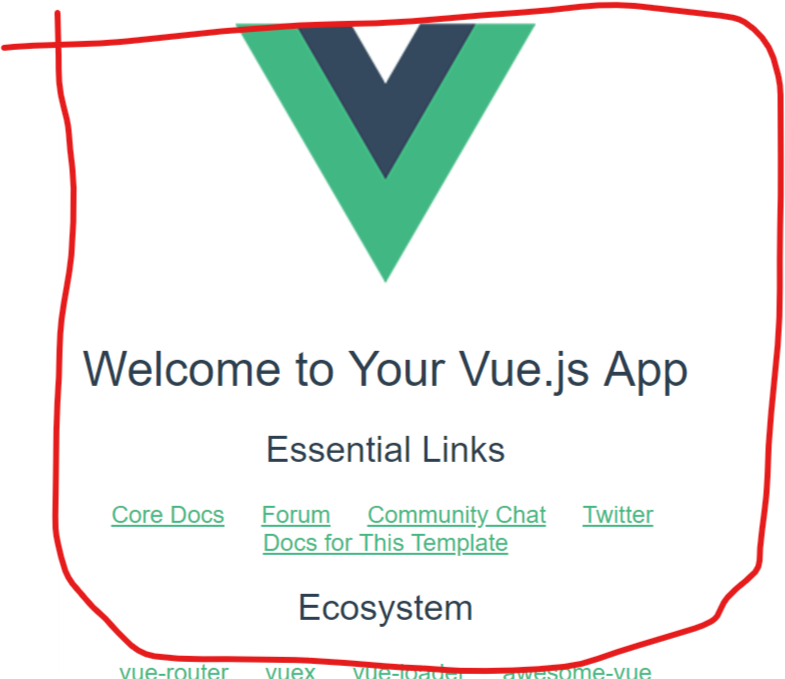 Welcome to Your Vue.js App
Essential Links
Core Docs Forum Community Chat Twitter
Docs for This Template
Ecosystem
vue-router vuex vue-loader awesome-vue